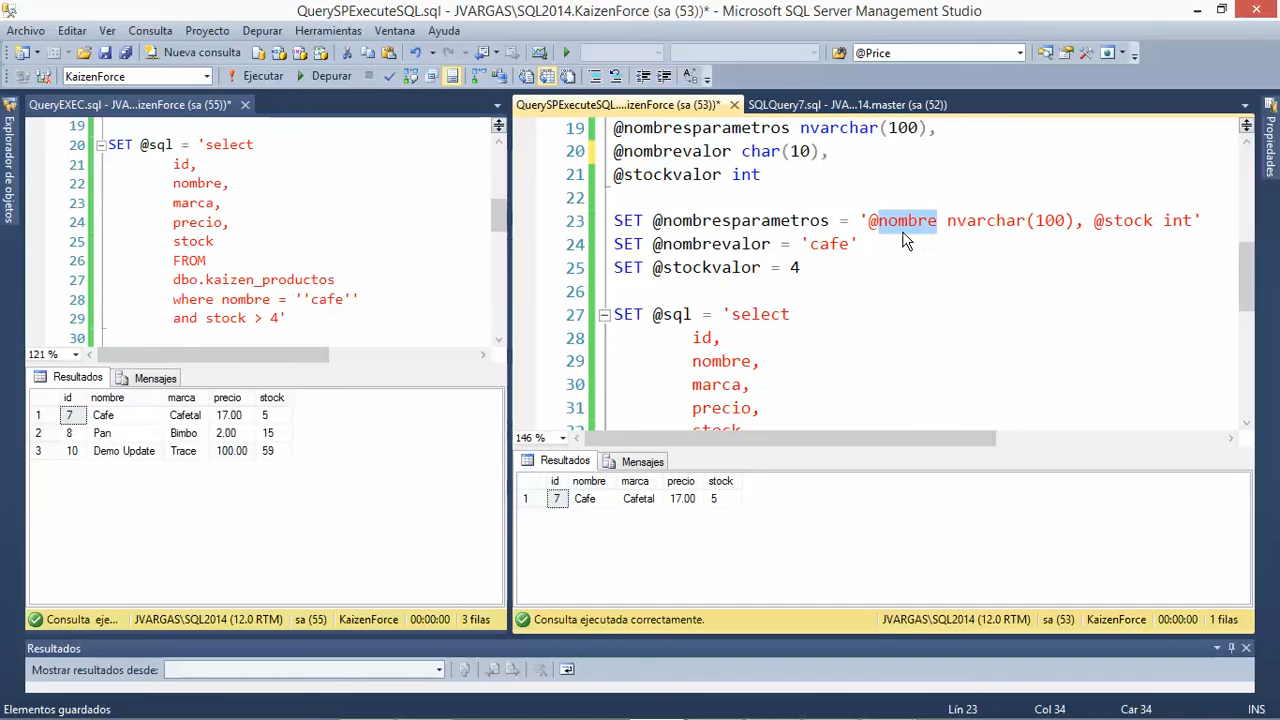 QuerySPExecuteSQL.sql - JVARGAS\SQL2014.KaizenForce (sa (53))* - Microsoft SQL Server Management Studio
Archivo Editar Ver Consulta Proyecto Depurar Herramientas Ventana Ayuda
Nueva consulta @Price
KaizenForce Ejecutar Depurar
QueryEXEC.sql - JVA...izenForce (sa (55))*
QuerySPExecuteSQL....izenForce (sa (53))* SQLQuery7.sql - JVA...14.master (sa (52))
Explorador de objetos
Propiedades
19
20 SET @sql = 'select
21 id,
22 nombre,
23 marca,
24 precio,
25 stock
26 FROM
27 dbo.kaizen_productos
28 where nombre = ''cafe''
29 and stock > 4'
30
121 %
Resultados Mensajes
id nombre marca precio stock
1 7 Cafe Cafetal 17.00 5
2 8 Pan Bimbo 2.00 15
3 10 Demo Update Trace 100.00 59
Consulta eje... JVARGAS\SQL2014 (12.0 RTM) sa (55) KaizenForce 00:00:00 3 filas
19 @nombresparametros nvarchar(100),
20 @nombrevalor char(10),
21 @stockvalor int
22
23 SET @nombresparametros = '@nombre nvarchar(100), @stock int'
24 SET @nombrevalor = 'cafe'
25 SET @stockvalor = 4
26
27 SET @sql = 'select
28 id,
29 nombre,
30 marca,
31 precio,
32 stock
146 %
Resultados Mensajes
id nombre marca precio stock
1 7 Cafe Cafetal 17.00 5
Consulta ejecutada correctamente. JVARGAS\SQL2014 (12.0 RTM) sa (53) KaizenForce 00:00:00 1 filas
Resultados
Mostrar resultados desde:
Elementos guardados Lín 23 Col 34 Car 34 INS